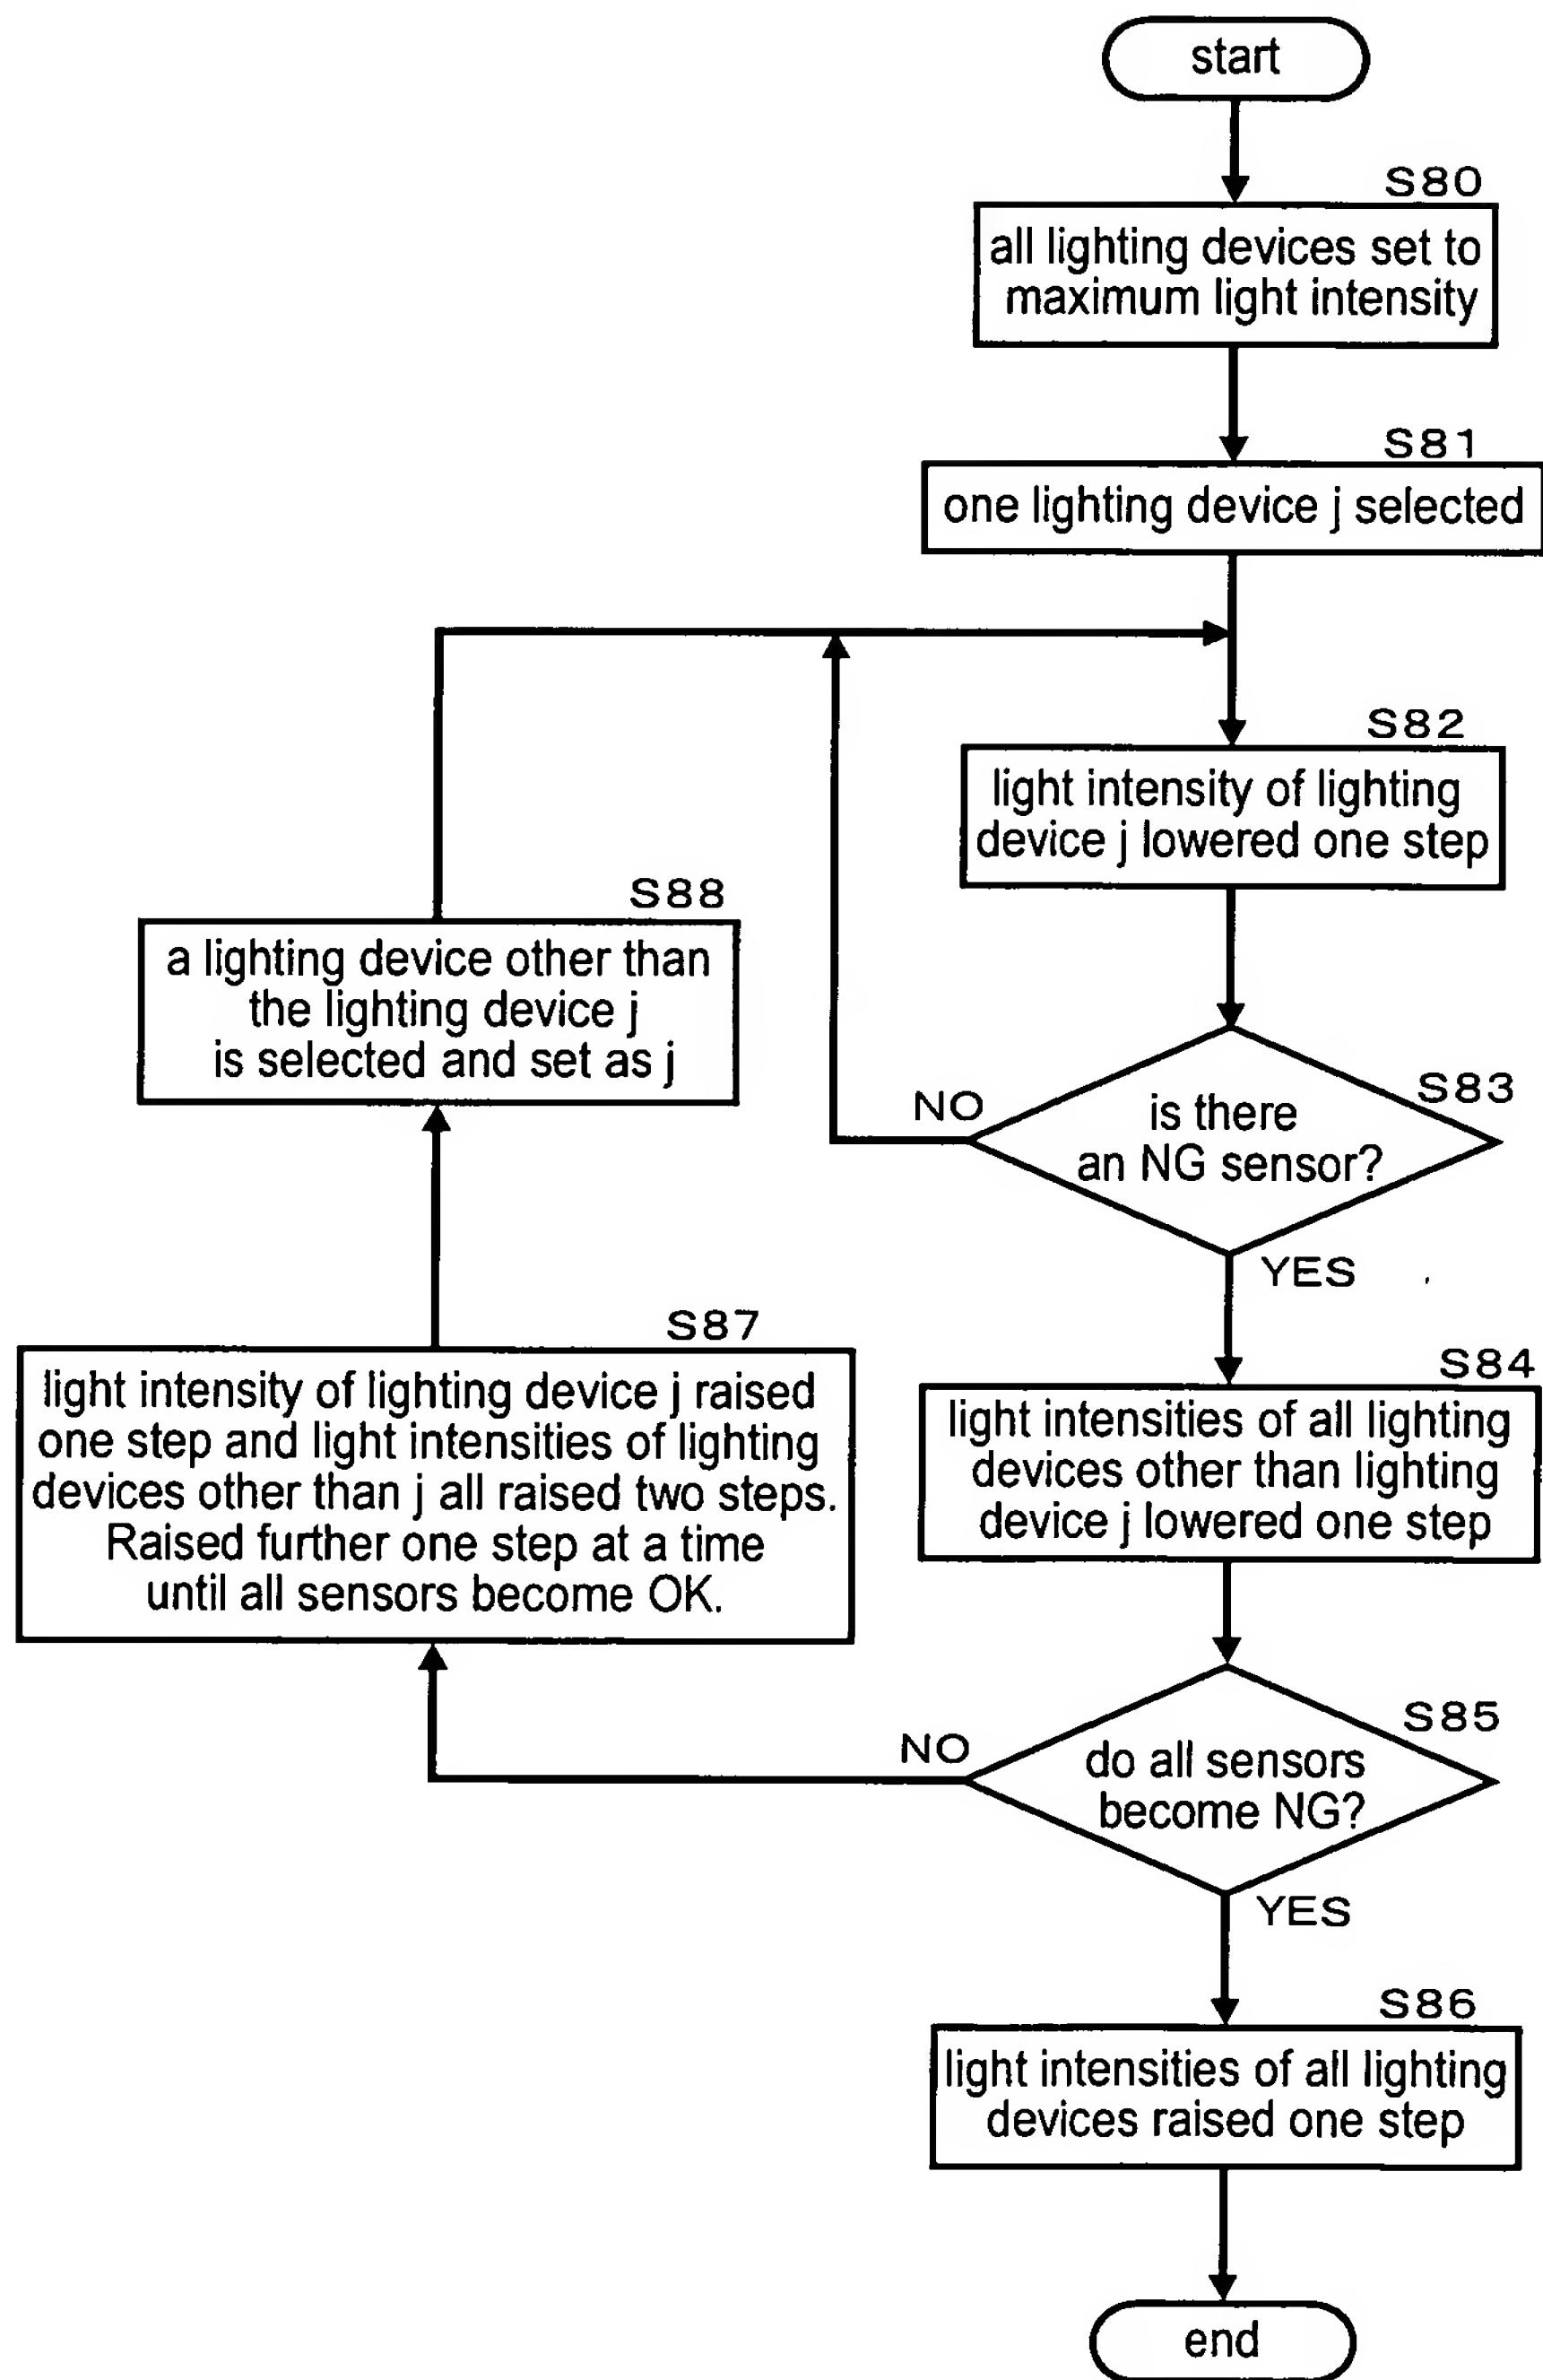 start
S80
all lighting devices set to
maximum light intensity
S81
one lighting device j selected
S82
light intensity of lighting
device j lowered one step
S88
a lighting device other than
the lighting device j
is selected and set as j
S83
NO
is there
an NG sensor?
YES
S87
light intensity of lighting device j raised
one step and light intensities of lighting
devices other than j all raised two steps.
Raised further one step at a time
until all sensors become OK.
S84
light intensities of all lighting
devices other than lighting
device j lowered one step
S85
NO
do all sensors
become NG?
YES
S86
light intensities of all lighting
devices raised one step
end